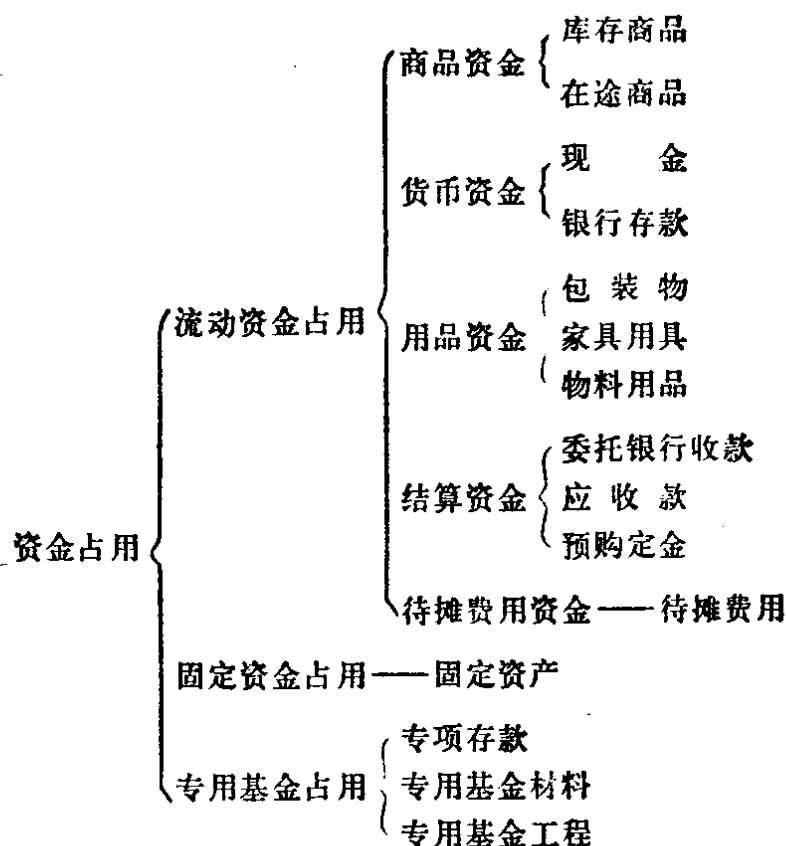 库存商品
商品资金
在途商品
现 金
货币资金
银行存款
包 装 物
流动资金占用 用品资金 家具用具
物料用品
委托银行收款
结算资金 应 收 款
资金占用 预购定金
待摊费用资金——待摊费用
固定资金占用——固定资产
专项存款
专用基金占用 专用基金材料
专用基金工程